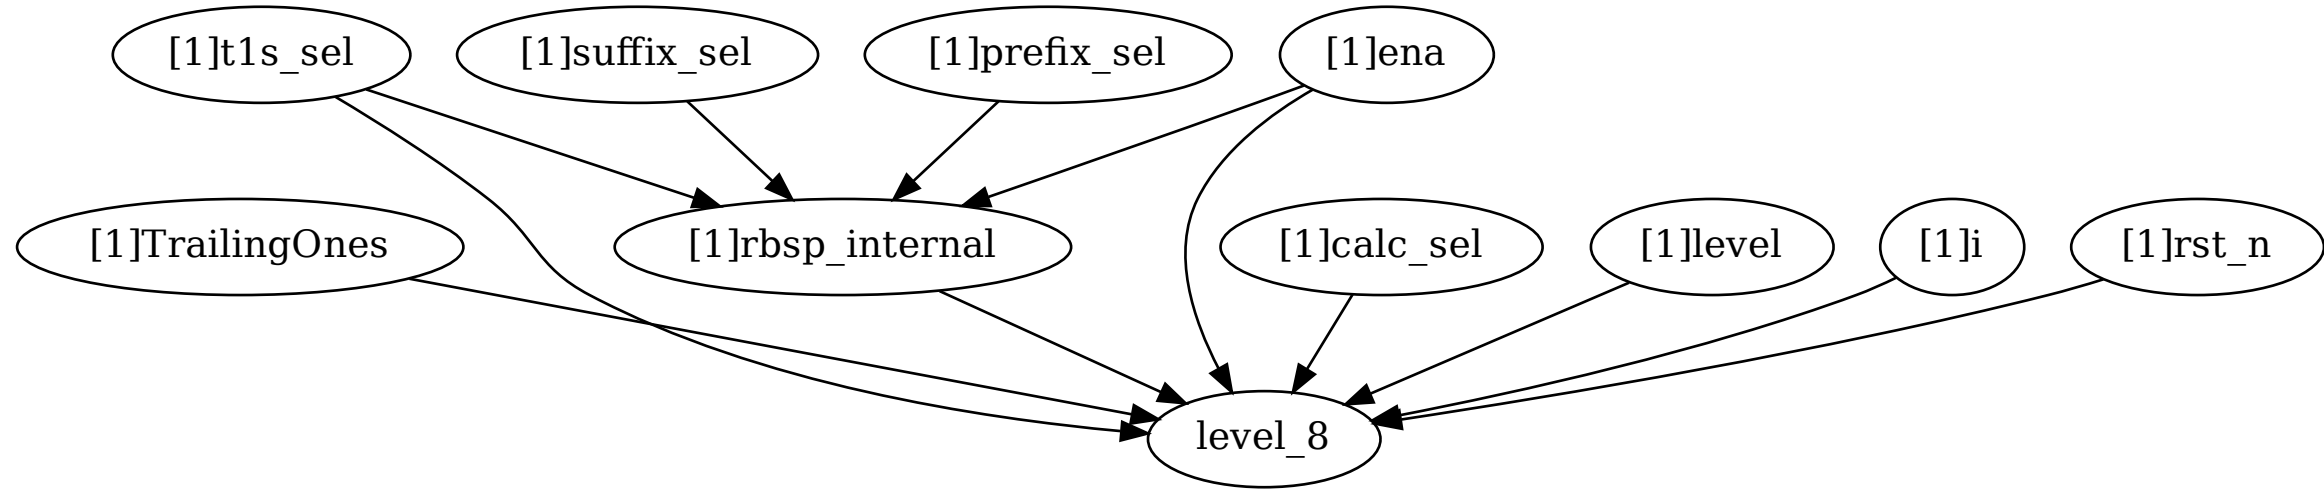 [1]t1s_sel
[1]suffix_sel
[1]prefix_sel
[1]ena
[1]TrailingOnes
[1]rbsp_internal
[1]calc_sel
[1]level
[1]i
[1]rst_n
level_8